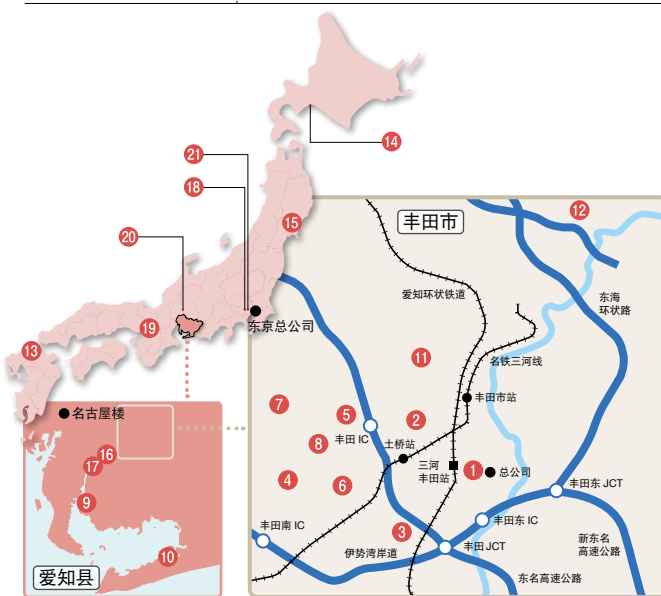 14
21
18
20
15
19
13
东京总公司
丰田市
12
爱知环状铁道
东海
环状路
名铁三河线
11
丰田市站
7
5
2
丰田 IC
8
土桥站
4
6
三河
丰田站
1
总公司
丰田东 JCT
3
丰田东 IC
丰田南 IC
伊势湾岸道
丰田 JCT
新东名
高速公路
东名高速公路
名古屋楼
16
17
9
10
爱知县